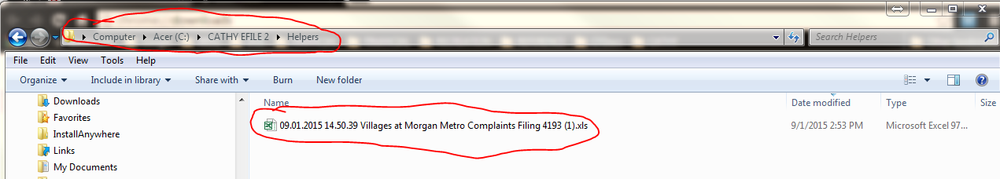 Computer Acer (C:) CATHY EFILE 2 Helpers Search Helpers
File Edit View Tools Help
Organize Include in library Share with Burn New folder
Downloads
Favorites
InstallAnywhere
Links
My Documents
Name Date modified Type Size
09.01.2015 14.50.39 Villages at Morgan Metro Complaints Filing 4193 (1).xls 9/1/2015 2:53 PM Microsoft Excel 97...